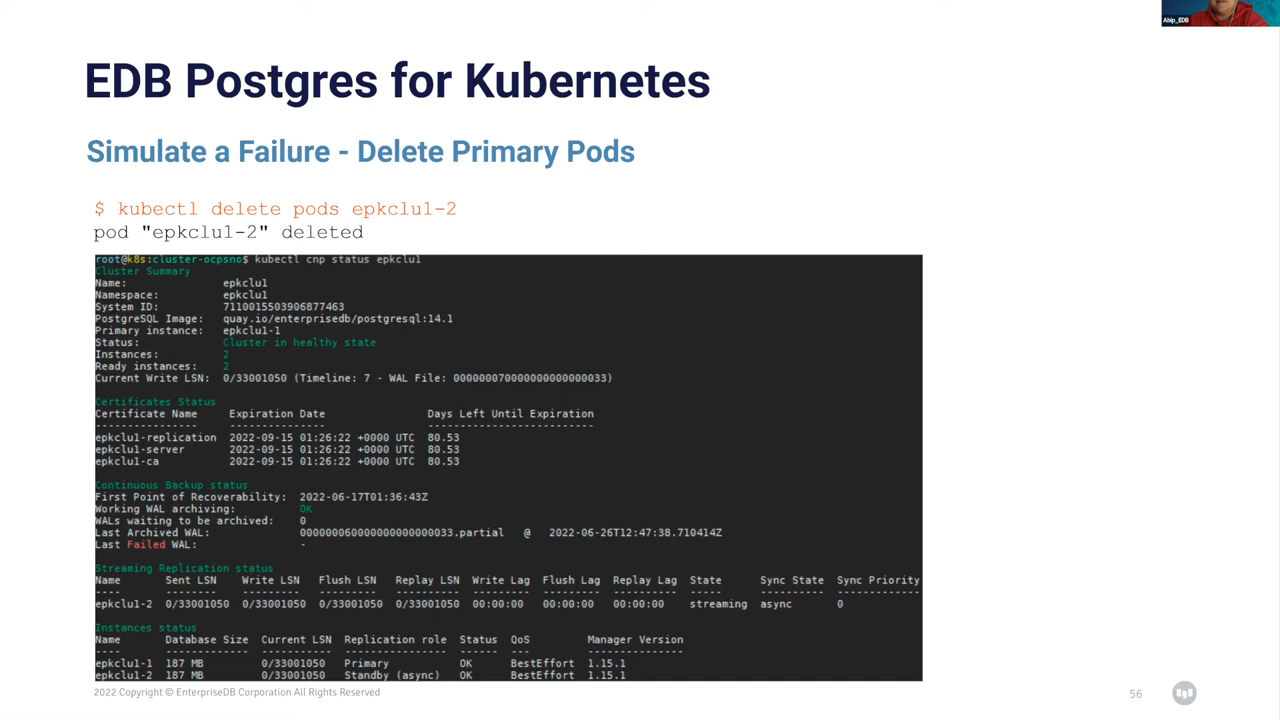 Abip_EDB
EDB Postgres for Kubernetes
Simulate a Failure - Delete Primary Pods
$ kubectl delete pods epkclu1-2
pod "epkclu1-2" deleted
root@k8s:cluster-ocpsno$ kubectl cnp status epkclu1
Cluster Summary
Name: epkclu1
Namespace: epkclu1
System ID: 7110015503906877463
PostgreSQL Image: quay.io/enterprisedb/postgresql:14.1
Primary instance: epkclu1-1
Status: Cluster in healthy state
Instances: 2
Ready instances: 2
Current Write LSN: 0/33001050 (Timeline: 7 - WAL File: 000000070000000000000033)
Certificates Status
Certificate Name Expiration Date Days Left Until Expiration
---------------- --------------- --------------------------
epkclu1-replication 2022-09-15 01:26:22 +0000 UTC 80.53
epkclu1-server 2022-09-15 01:26:22 +0000 UTC 80.53
epkclu1-ca 2022-09-15 01:26:22 +0000 UTC 80.53
Continuous Backup status
First Point of Recoverability: 2022-06-17T01:36:43Z
Working WAL archiving: OK
WALs waiting to be archived: 0
Last Archived WAL: 000000060000000000000033.partial @ 2022-06-26T12:47:38.710414Z
Last Failed WAL: -
Streaming Replication status
Name Sent LSN Write LSN Flush LSN Replay LSN Write Lag Flush Lag Replay Lag State Sync State Sync Priority
---- -------- --------- --------- ---------- --------- --------- ---------- ----- ---------- -------------
epkclu1-2 0/33001050 0/33001050 0/33001050 0/33001050 00:00:00 00:00:00 00:00:00 streaming async 0
Instances status
Name Database Size Current LSN Replication role Status QoS Manager Version
---- ------------- ----------- ---------------- ------ --- ---------------
epkclu1-1 187 MB 0/33001050 Primary OK BestEffort 1.15.1
epkclu1-2 187 MB 0/33001050 Standby (async) OK BestEffort 1.15.1
2022 Copyright © EnterpriseDB Corporation All Rights Reserved
56